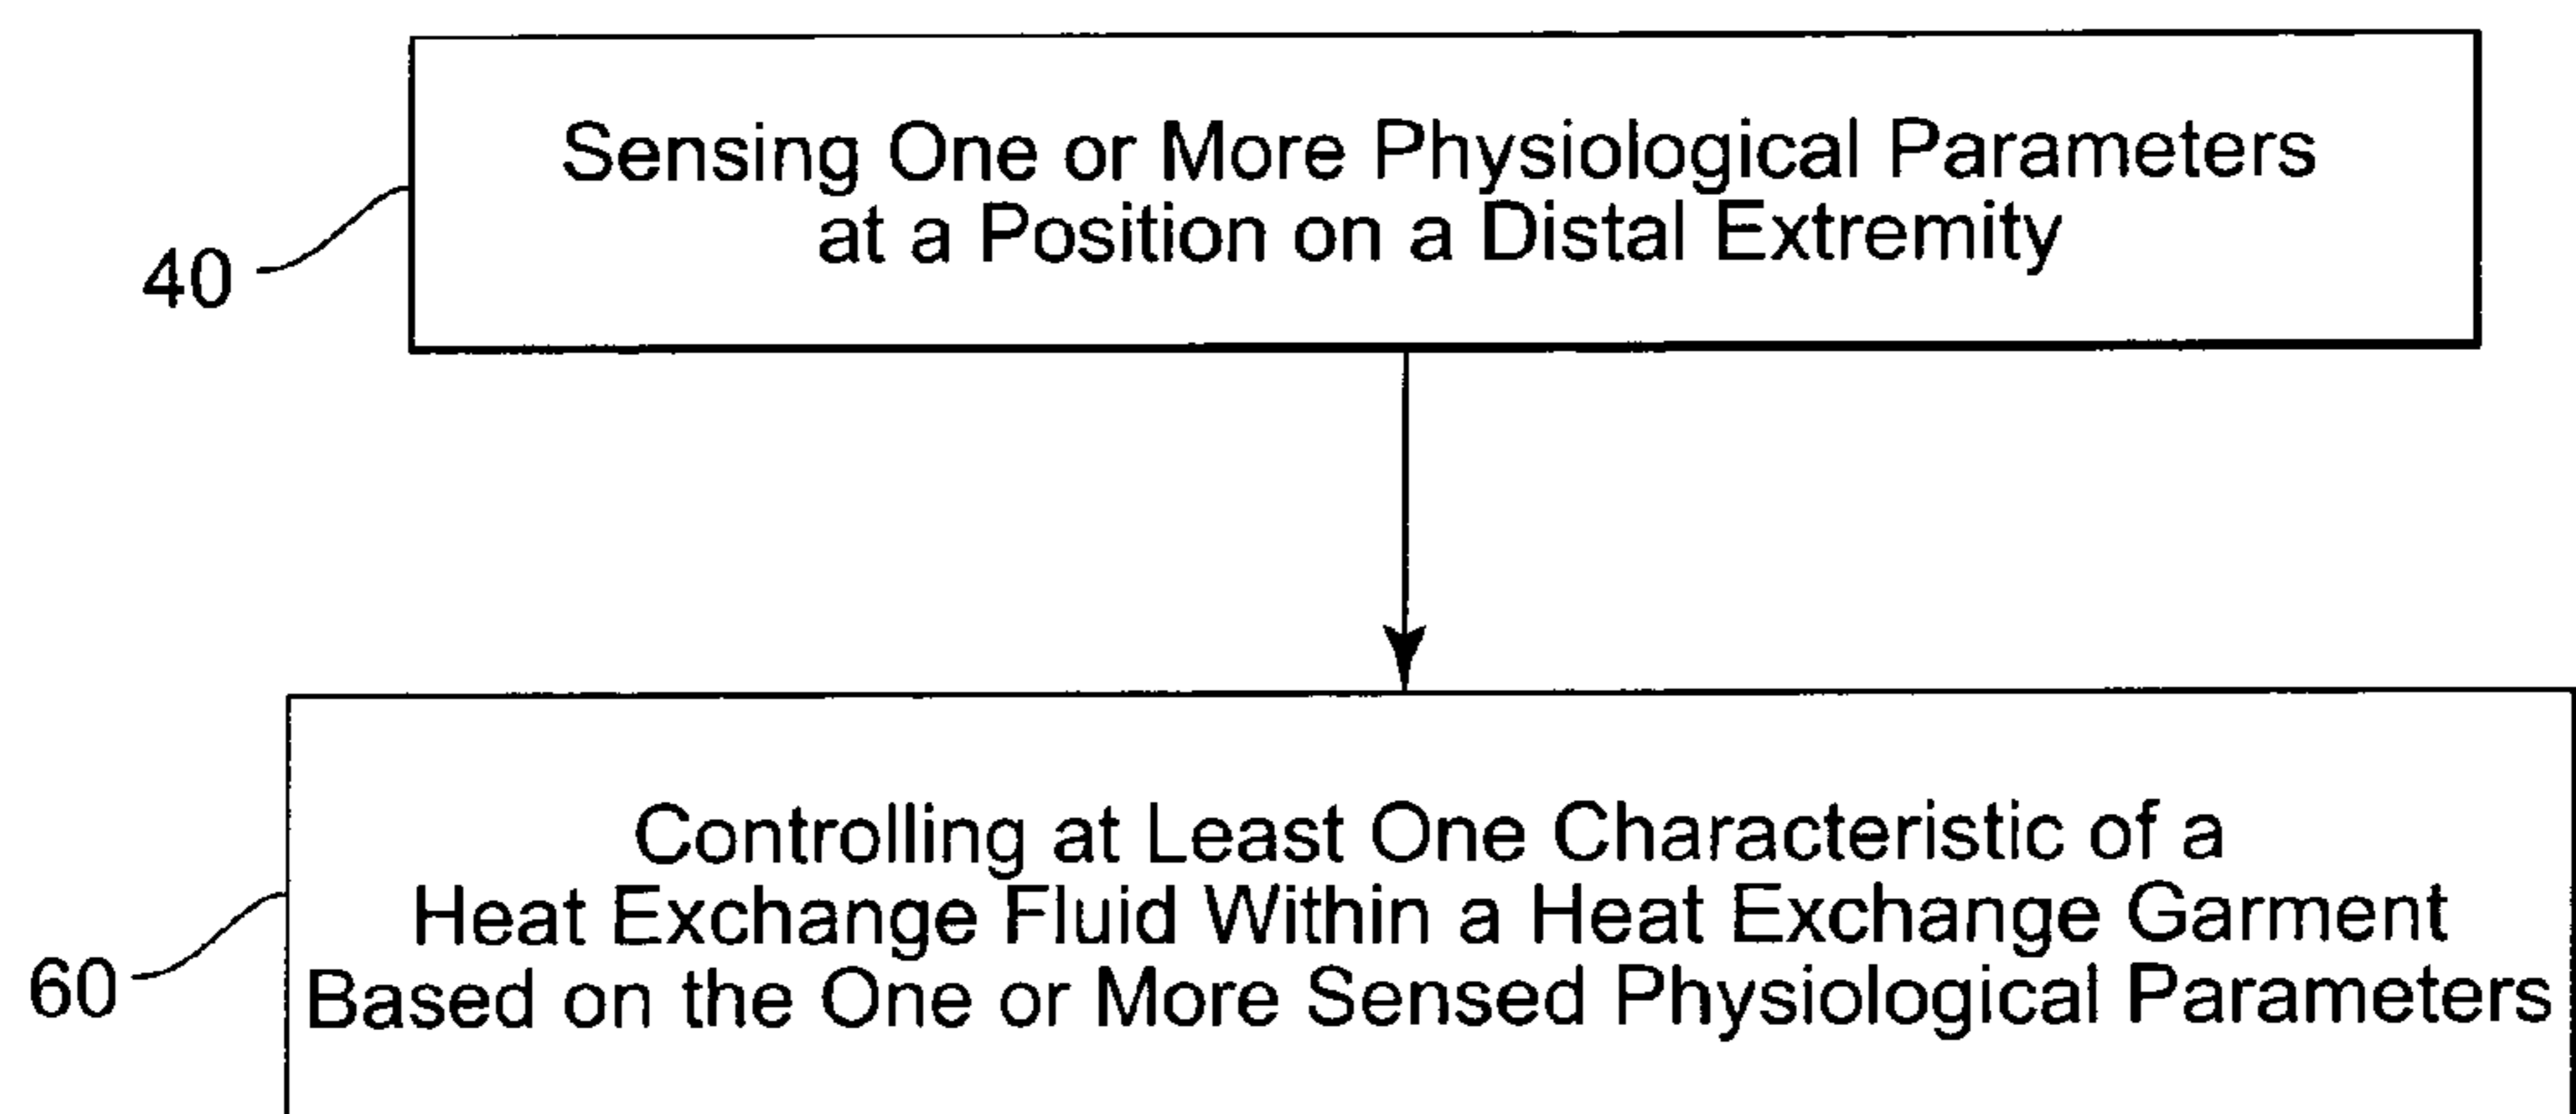 Sensing One or More Physiological Parameters
at a Position on a Distal Extremity
40
Controlling at Least One Characteristic of a
Heat Exchange Fluid Within a Heat Exchange Garment
Based on the One or More Sensed Physiological Parameters
60